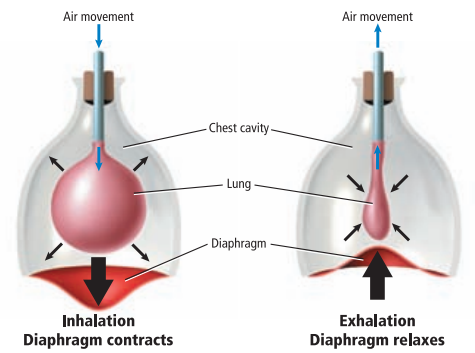 Air movement
Air movement
Chest cavity
Lung
Diaphragm
Inhalation
Diaphragm contracts
Exhalation
Diaphragm relaxes